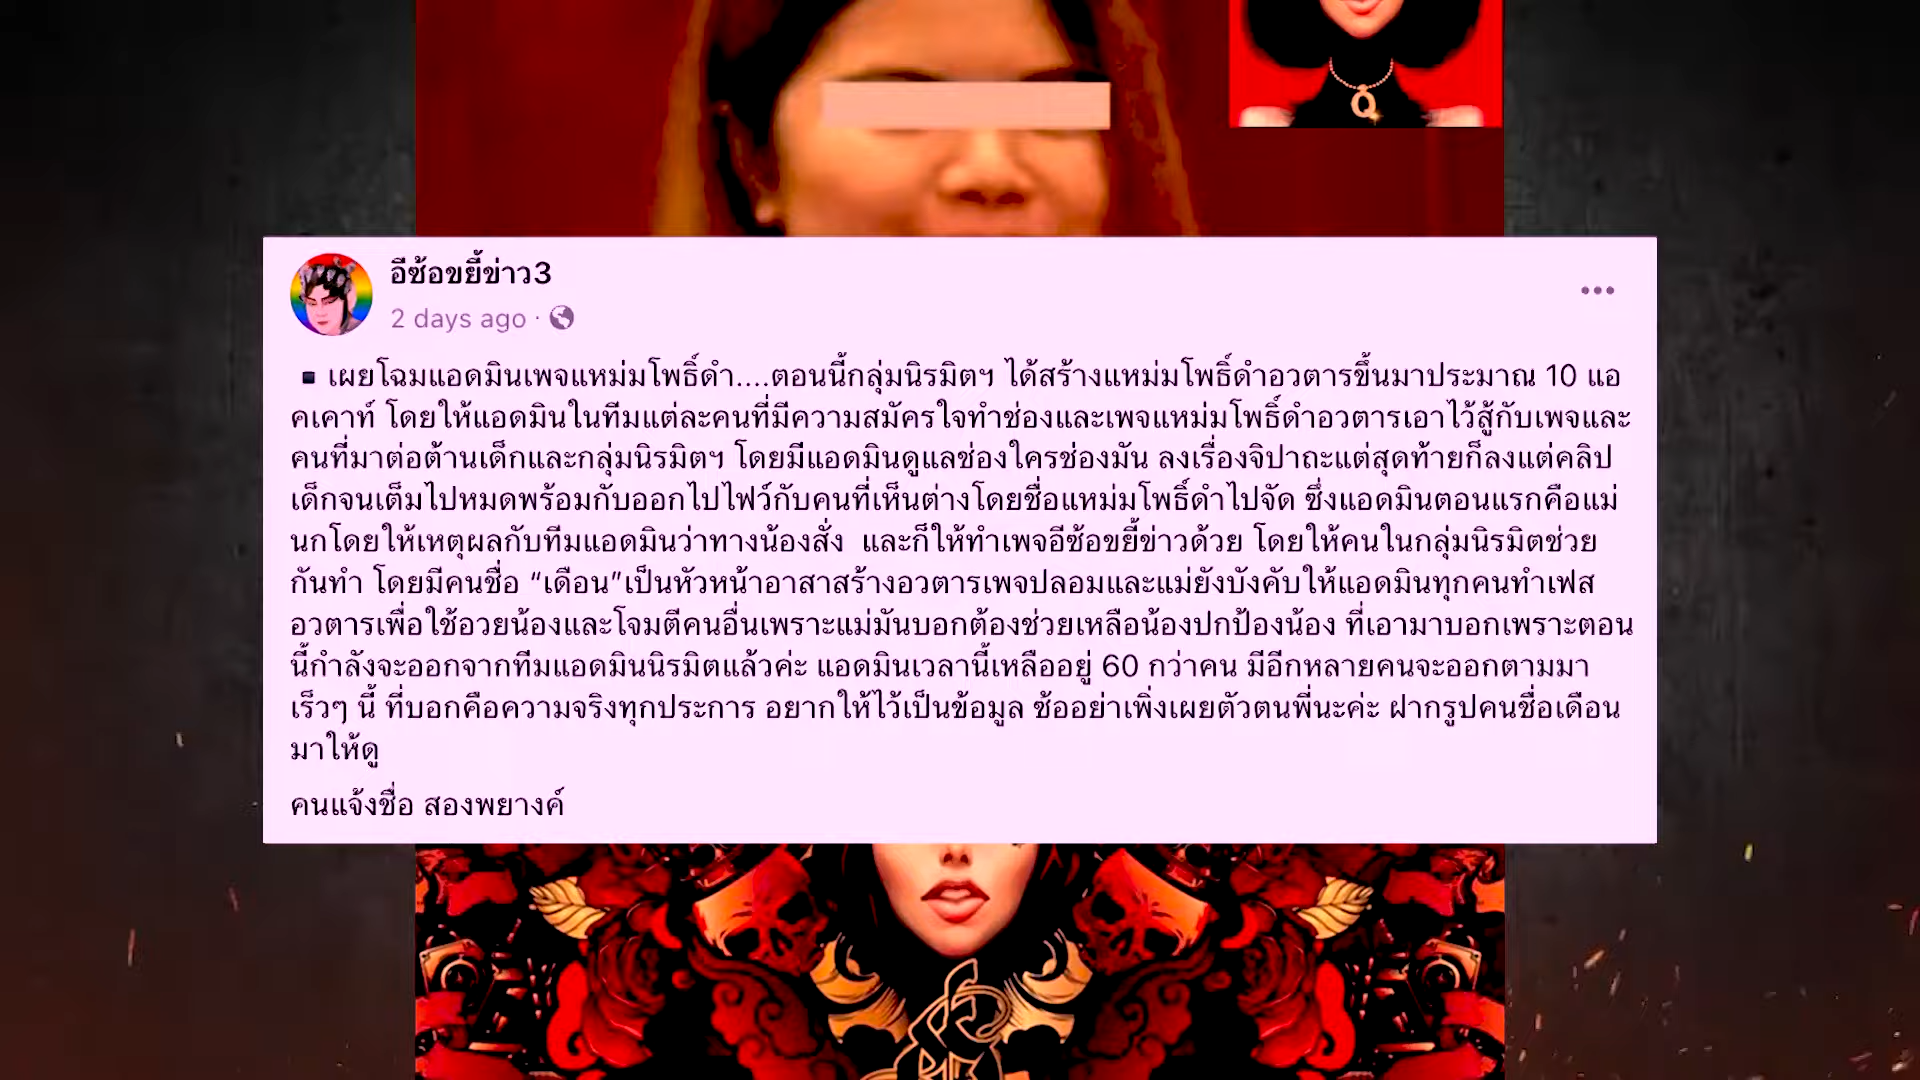 Q
อีซ้อขยี้ข่าว3
2 days ago ·
▪ เผยโฉมแอดมินเพจแหม่มโพธิ์ดำ....ตอนนี้กลุ่มนิรมิตฯ ได้สร้างแหม่มโพธิ์ดำอวตารขึ้นมาประมาณ 10 แอ
คเคาท์ โดยให้แอดมินในทีมแต่ละคนที่มีความสมัครใจทำช่องและเพจแหม่มโพธิ์ดำอวตารเอาไว้สู้กับเพจและ
คนที่มาต่อต้านเด็กและกลุ่มนิรมิตฯ โดยมีแอดมินดูแลช่องใครช่องมัน ลงเรื่องจิปาถะแต่สุดท้ายก็ลงแต่คลิป
เด็กจนเต็มไปหมดพร้อมกับออกไปไฟว์กับคนที่เห็นต่างโดยชื่อแหม่มโพธิ์ดำไปจัด ซึ่งแอดมินตอนแรกคือแม่
นกโดยให้เหตุผลกับทีมแอดมินว่าทางน้องสั่ง  และก็ให้ทำเพจอีซ้อขยี้ข่าวด้วย โดยให้คนในกลุ่มนิรมิตช่วย
กันทำ โดยมีคนชื่อ “เดือน”เป็นหัวหน้าอาสาสร้างอวตารเพจปลอมและแม่ยังบังคับให้แอดมินทุกคนทำเฟส
อวตารเพื่อใช้อวยน้องและโจมตีคนอื่นเพราะแม่มันบอกต้องช่วยเหลือน้องปกป้องน้อง ที่เอามาบอกเพราะตอน
นี้กำลังจะออกจากทีมแอดมินนิรมิตแล้วค่ะ แอดมินเวลานี้เหลืออยู่ 60 กว่าคน มีอีกหลายคนจะออกตามมา
เร็วๆ นี้ ที่บอกคือความจริงทุกประการ อยากให้ไว้เป็นข้อมูล ซ้ออย่าเพิ่งเผยตัวตนพี่นะค่ะ ฝากรูปคนชื่อเดือน
มาให้ดู
คนแจ้งชื่อ สองพยางค์